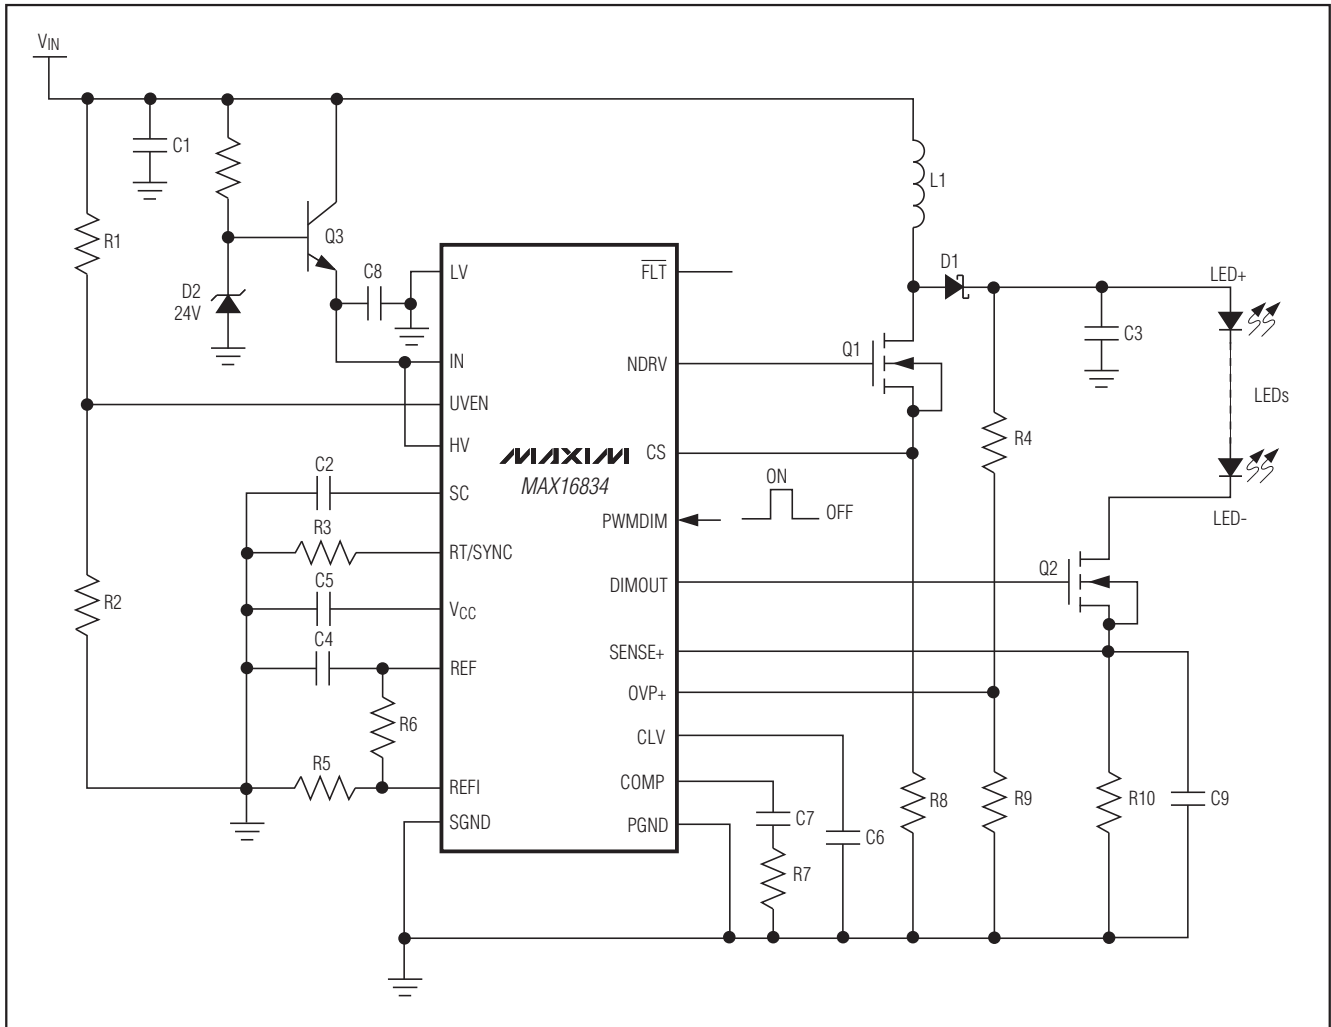 VIN
C1
R1
Q3
D2
24V
C8
L1
D1
LED+
C3
LEDs
LED-
Q1
R4
LV
IN
UVEN
HV
SC
RT/SYNC
VCC
REF
REFI
SGND
MAXIM
MAX16834
FLT
NDRV
CS
PWMDIM
DIMOUT
SENSE+
OVP+
CLV
COMP
PGND
ON
OFF
Q2
C2
R3
C5
C4
R2
R6
R5
C7
R7
C6
R8
R9
R10
C9